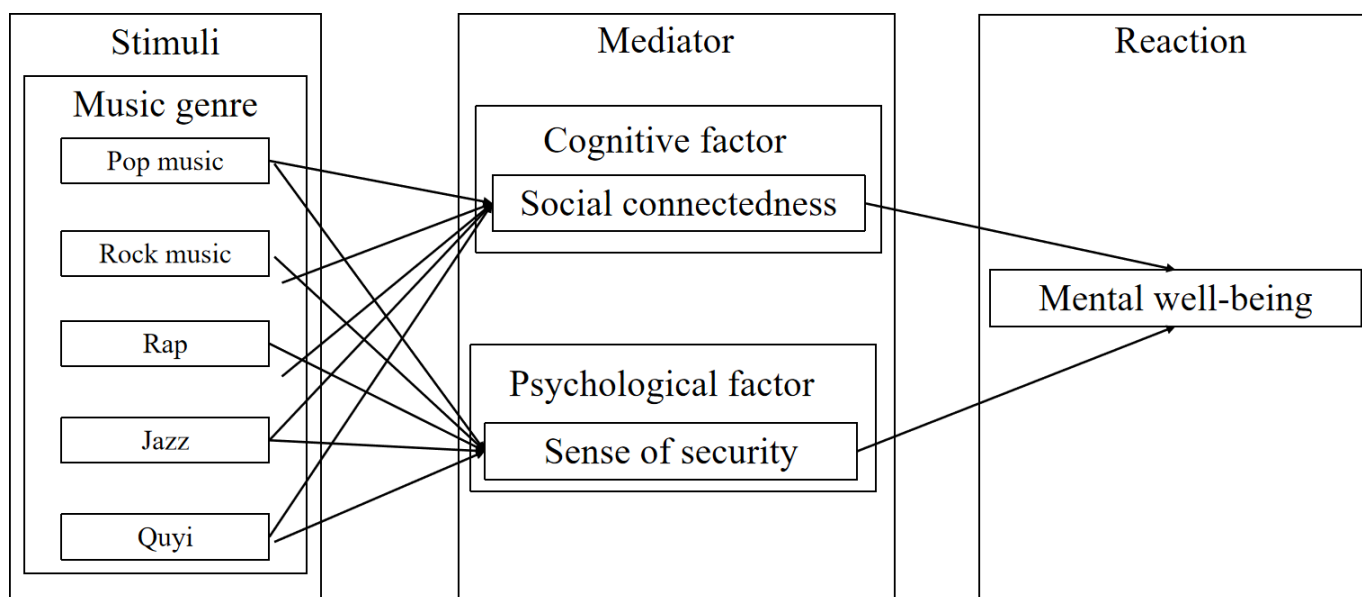 Stimuli
Music genre
Pop music
Rock music
Rap
Jazz
Quyi
Mediator
Cognitive factor
Social connectedness
Psychological factor
Sense of security
Reaction
Mental well-being